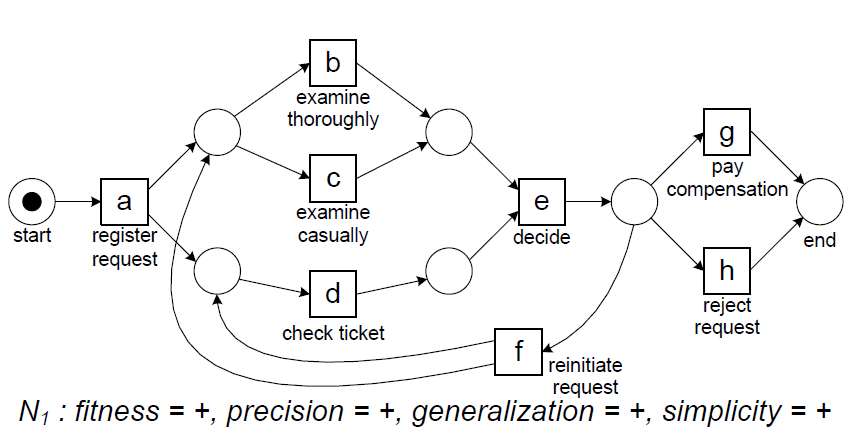 b
examine
thoroughly
g
pay
compensation
a
register
request
start
c
examine
casually
e
decide
end
h
reject
request
d
check ticket
f
reinitiate
request
N1 : fitness = +, precision = +, generalization = +, simplicity = +